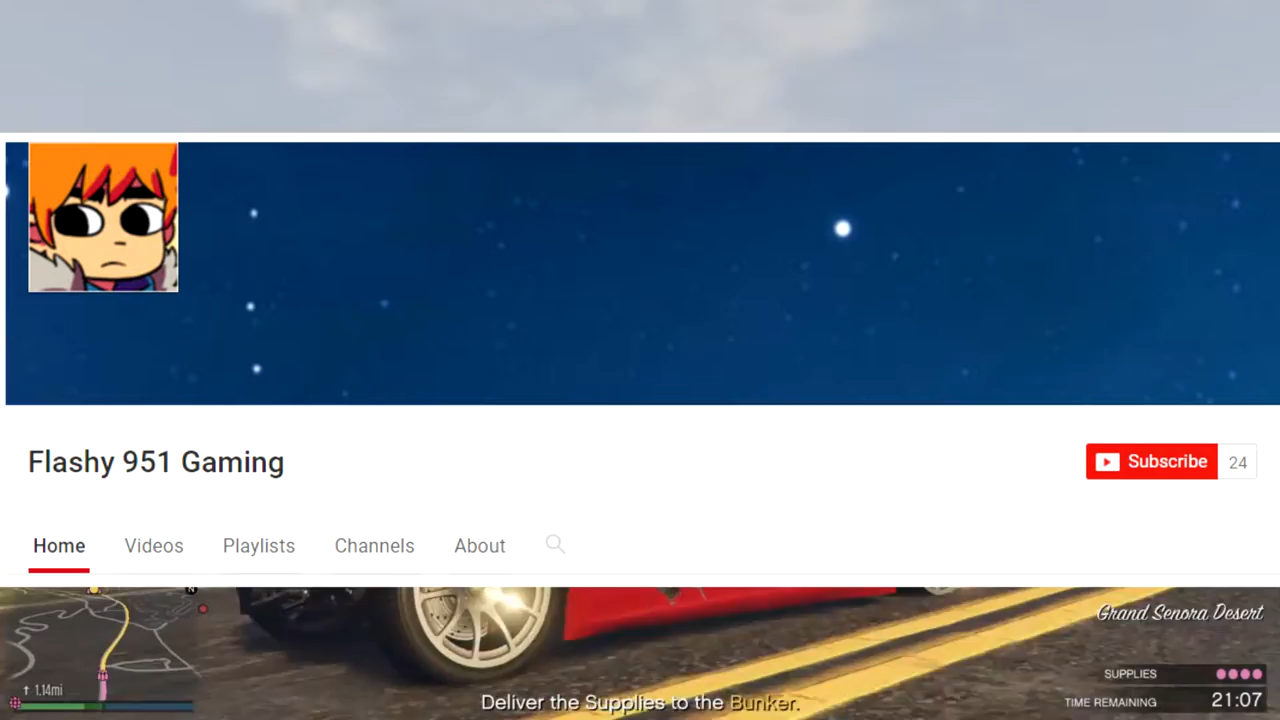 Flashy 951 Gaming
Subscribe 24
Home Videos Playlists Channels About
N
Grand Senora Desert
1.14mi
SUPPLIES
Deliver the Supplies to the Bunker.
TIME REMAINING 21:07